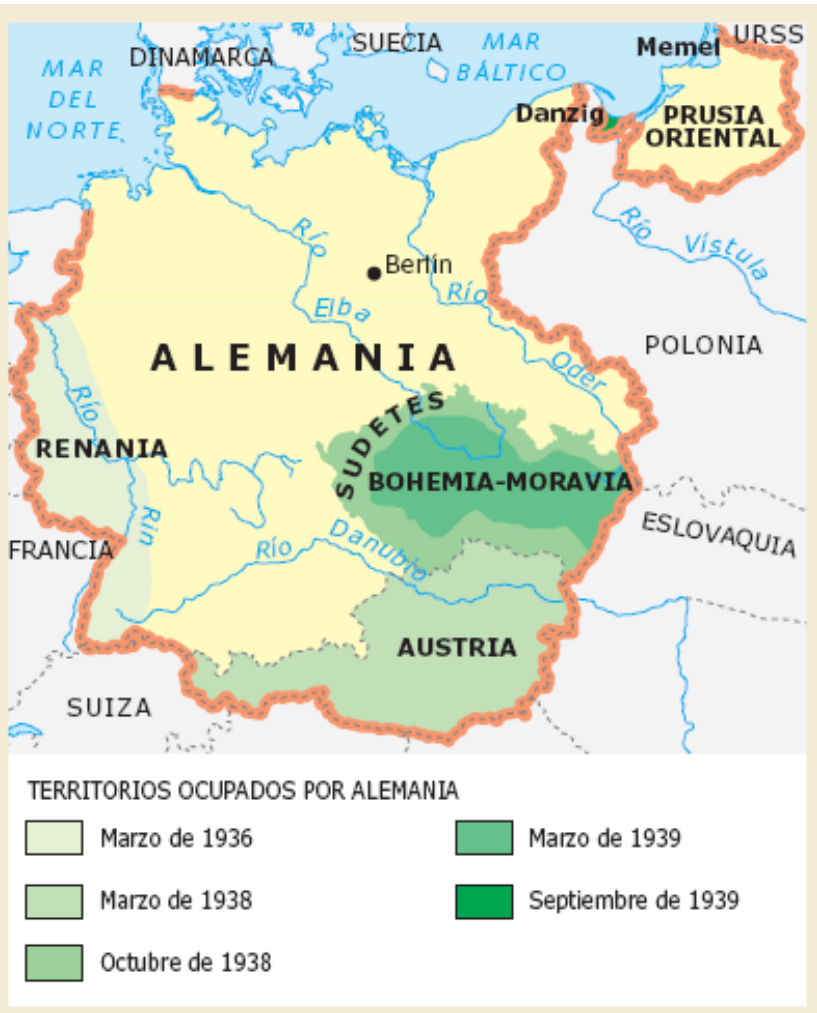 DINAMARCA
SUECIA
MAR
BÁLTICO
Memel
URSS
MAR
DEL
NORTE
Danzig
PRUSIA
ORIENTAL
Río
Vístula
Río
Elba
Berlín
Río
Oder
ALEMANIA
POLONIA
Río
Rin
RENANIA
SUDETES
BOHEMIA-MORAVIA
ESLOVAQUIA
FRANCIA
Río
Danubio
AUSTRIA
SUIZA
TERRITORIOS OCUPADOS POR ALEMANIA
Marzo de 1936
Marzo de 1939
Marzo de 1938
Septiembre de 1939
Octubre de 1938